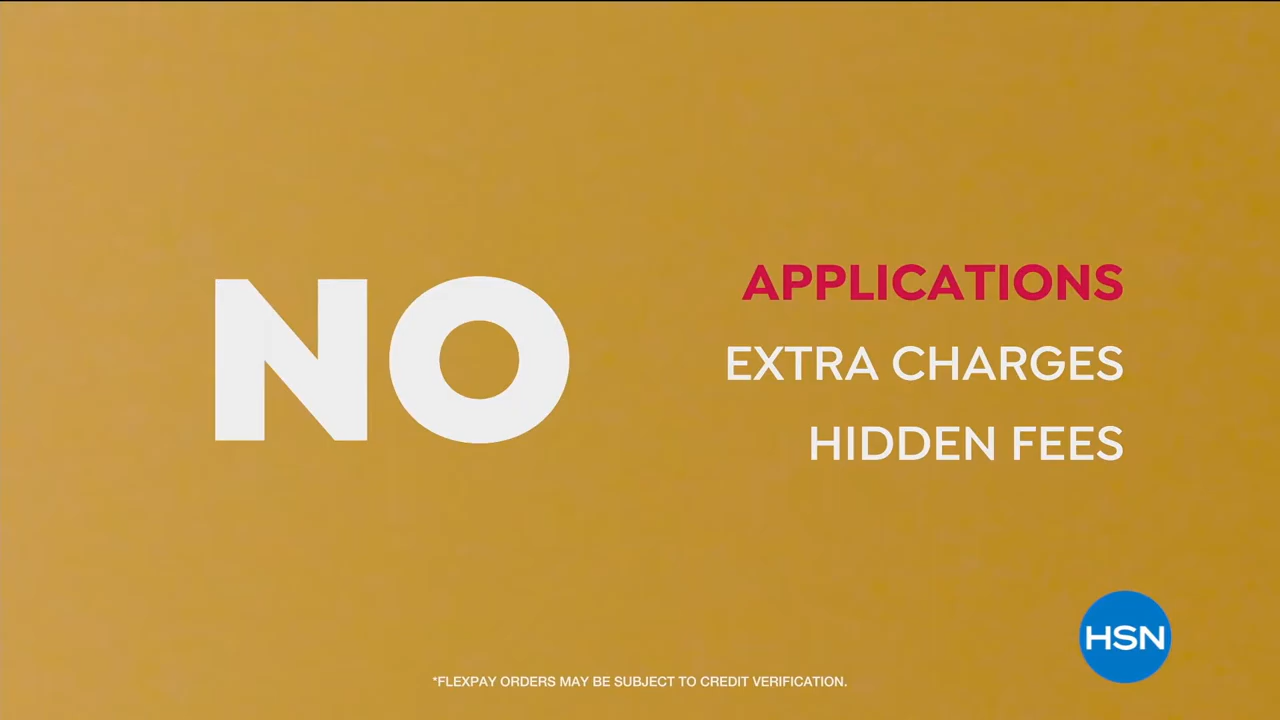 NO
APPLICATIONS
EXTRA CHARGES
HIDDEN FEES
HSN
*FLEXPAY ORDERS MAY BE SUBJECT TO CREDIT VERIFICATION.